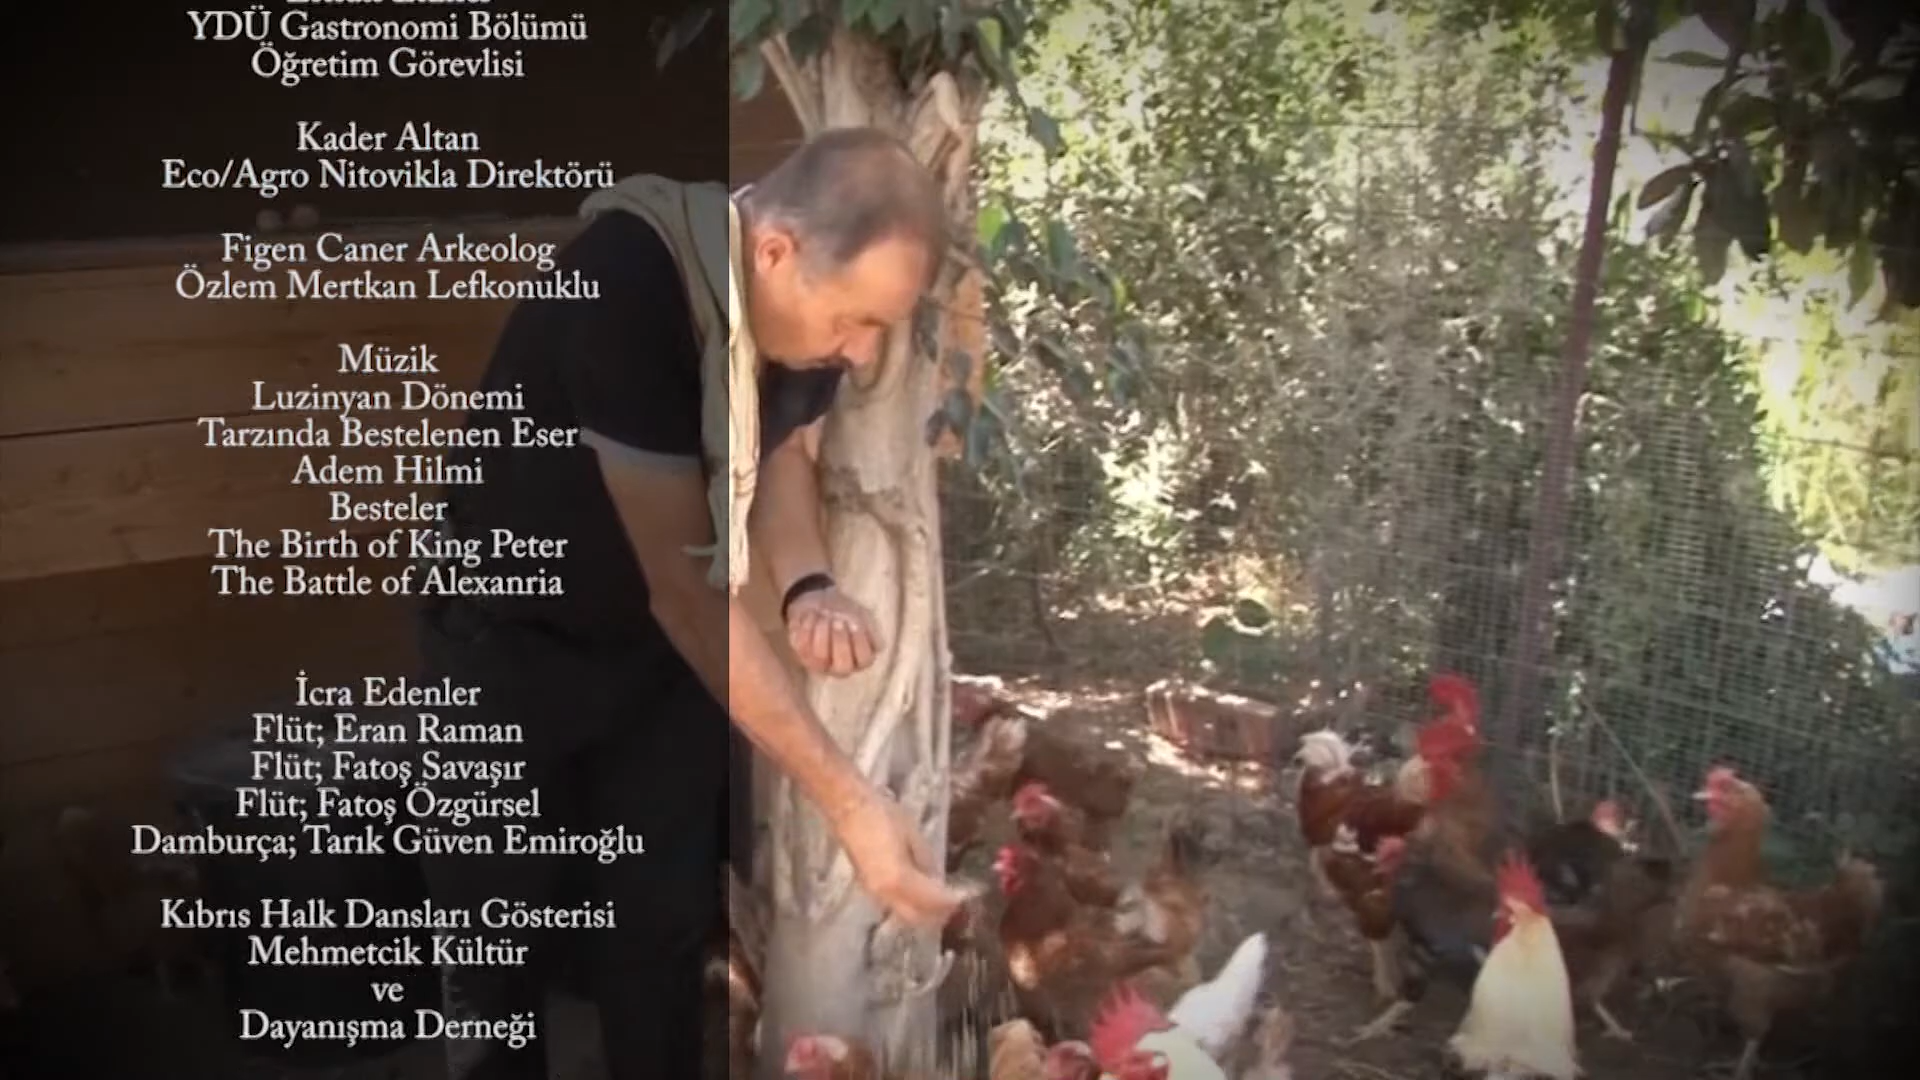 YDÜ Gastronomi Bölümü
Öğretim Görevlisi
Kader Altan
Eco/Agro Nitovikla Direktörü
Figen Caner Arkeolog
Özlem Mertkan Lefkonuklu
Müzik
Luzinyan Dönemi
Tarzında Bestelenen Eser
Adem Hilmi
Besteler
The Birth of King Peter
The Battle of Alexanria
İcra Edenler
Flüt; Eran Raman
Flüt; Fatoş Savaşır
Flüt; Fatoş Özgürsel
Damburça; Tarık Güven Emiroğlu
Kıbrıs Halk Dansları Gösterisi
Mehmetcik Kültür
ve
Dayanışma Derneği